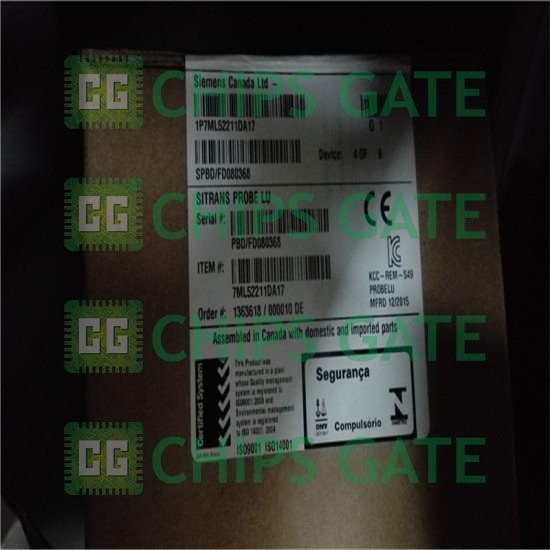 Siemens Canada Ltd
1P7ML52211DA17
0 1
SPBD/FD080368
Device: 4 OF 6
SITRANS PROBE LU
Serial #:
PBD/FD080368
ITEM #:
7ML52211DA17
Order #: 1363618 / 000010 DE
KCC-REM-S49
PROBELU
MFRD 12/2015
Assembled in Canada with domestic and imported parts
Certified System
This Product was
manufactured in a plant
whose Quality management
system is registered to
ISO9001:2008 and
Environmental management
system is registered
to ISO 14001: 2004
ISO9001 ISO14001
Segurança
DNV
Compulsório
INMETRO
CG CHIPS GATE
CG CHIPS GATE
CG CHIPS GATE
CG CHIPS GATE